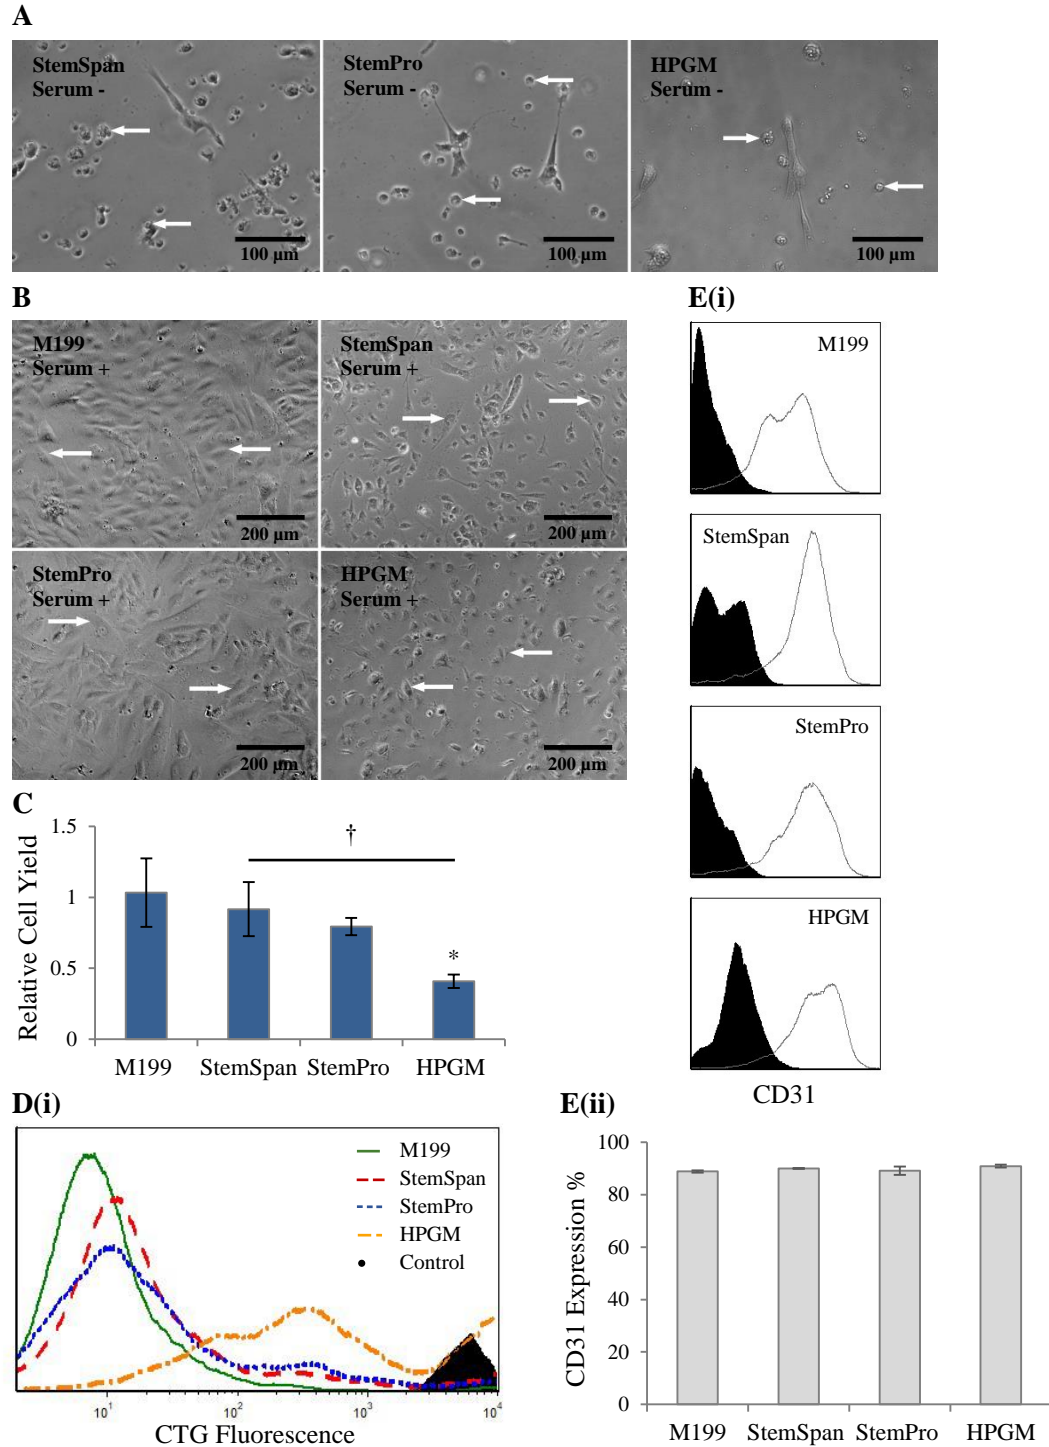 A
StemSpan
Serum -
100 µm
StemPro
Serum -
100 µm
HPGM
Serum -
100 µm
B
M199
Serum +
200 µm
StemSpan
Serum +
200 µm
StemPro
Serum +
200 µm
HPGM
Serum +
200 µm
E(i)
M199
StemSpan
StemPro
HPGM
CD31
C
Relative Cell Yield
1.5
1
0.5
0
†
*
M199 StemSpan StemPro HPGM
D(i)
M199
StemSpan
StemPro
HPGM
Control
10¹ 10² 10³ 10⁴
CTG Fluorescence
E(ii)
CD31 Expression %
100
80
60
40
20
0
M199 StemSpan StemPro HPGM